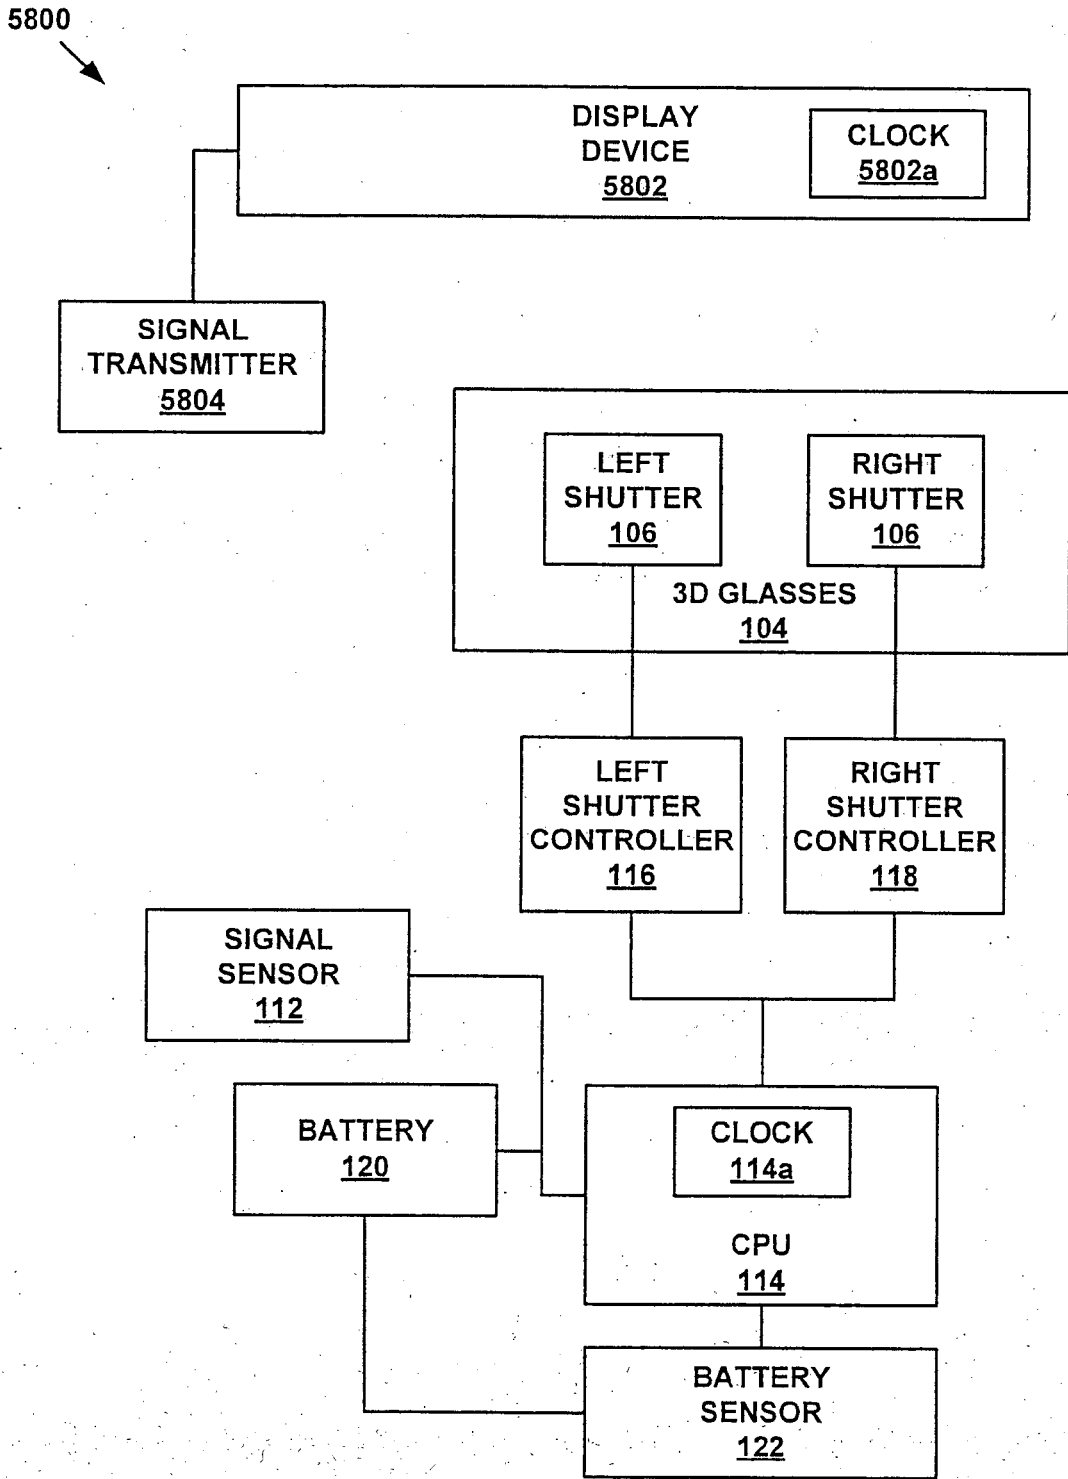 5800
DISPLAY
DEVICE
5802
CLOCK
5802a
SIGNAL
TRANSMITTER
5804
LEFT
SHUTTER
106
RIGHT
SHUTTER
106
3D GLASSES
104
LEFT
SHUTTER
CONTROLLER
116
RIGHT
SHUTTER
CONTROLLER
118
SIGNAL
SENSOR
112
BATTERY
120
CLOCK
114a
CPU
114
BATTERY
SENSOR
122